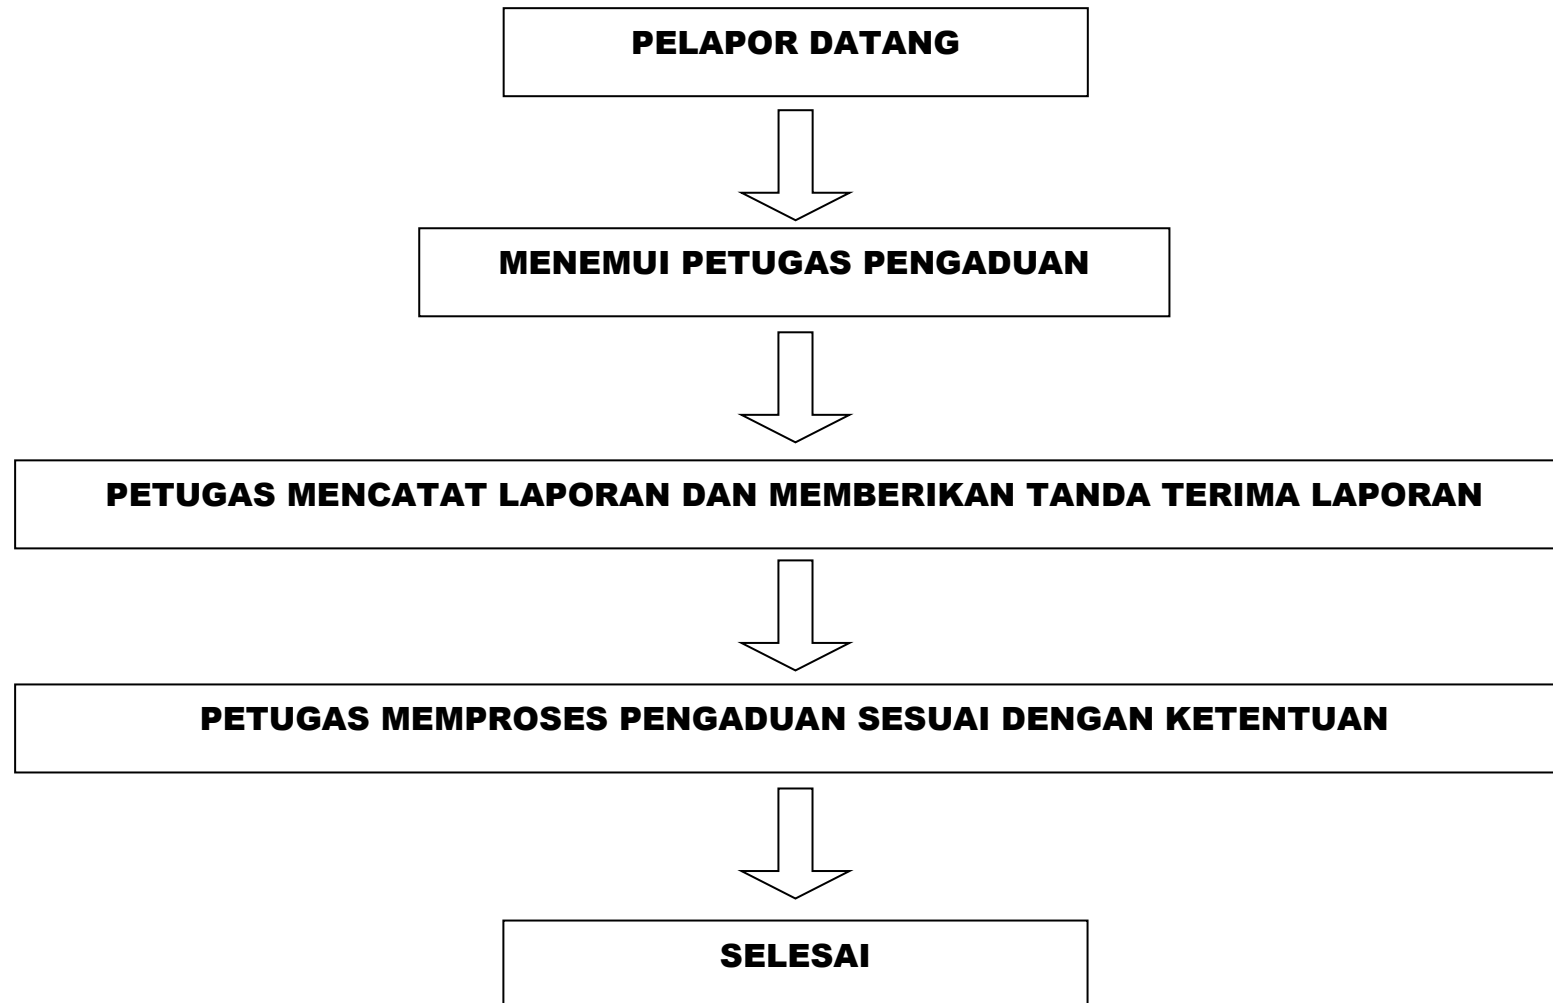 PELAPOR DATANG
MENEMUI PETUGAS PENGADUAN
PETUGAS MENCATAT LAPORAN DAN MEMBERIKAN TANDA TERIMA LAPORAN
PETUGAS MEMPROSES PENGADUAN SESUAI DENGAN KETENTUAN
SELESAI